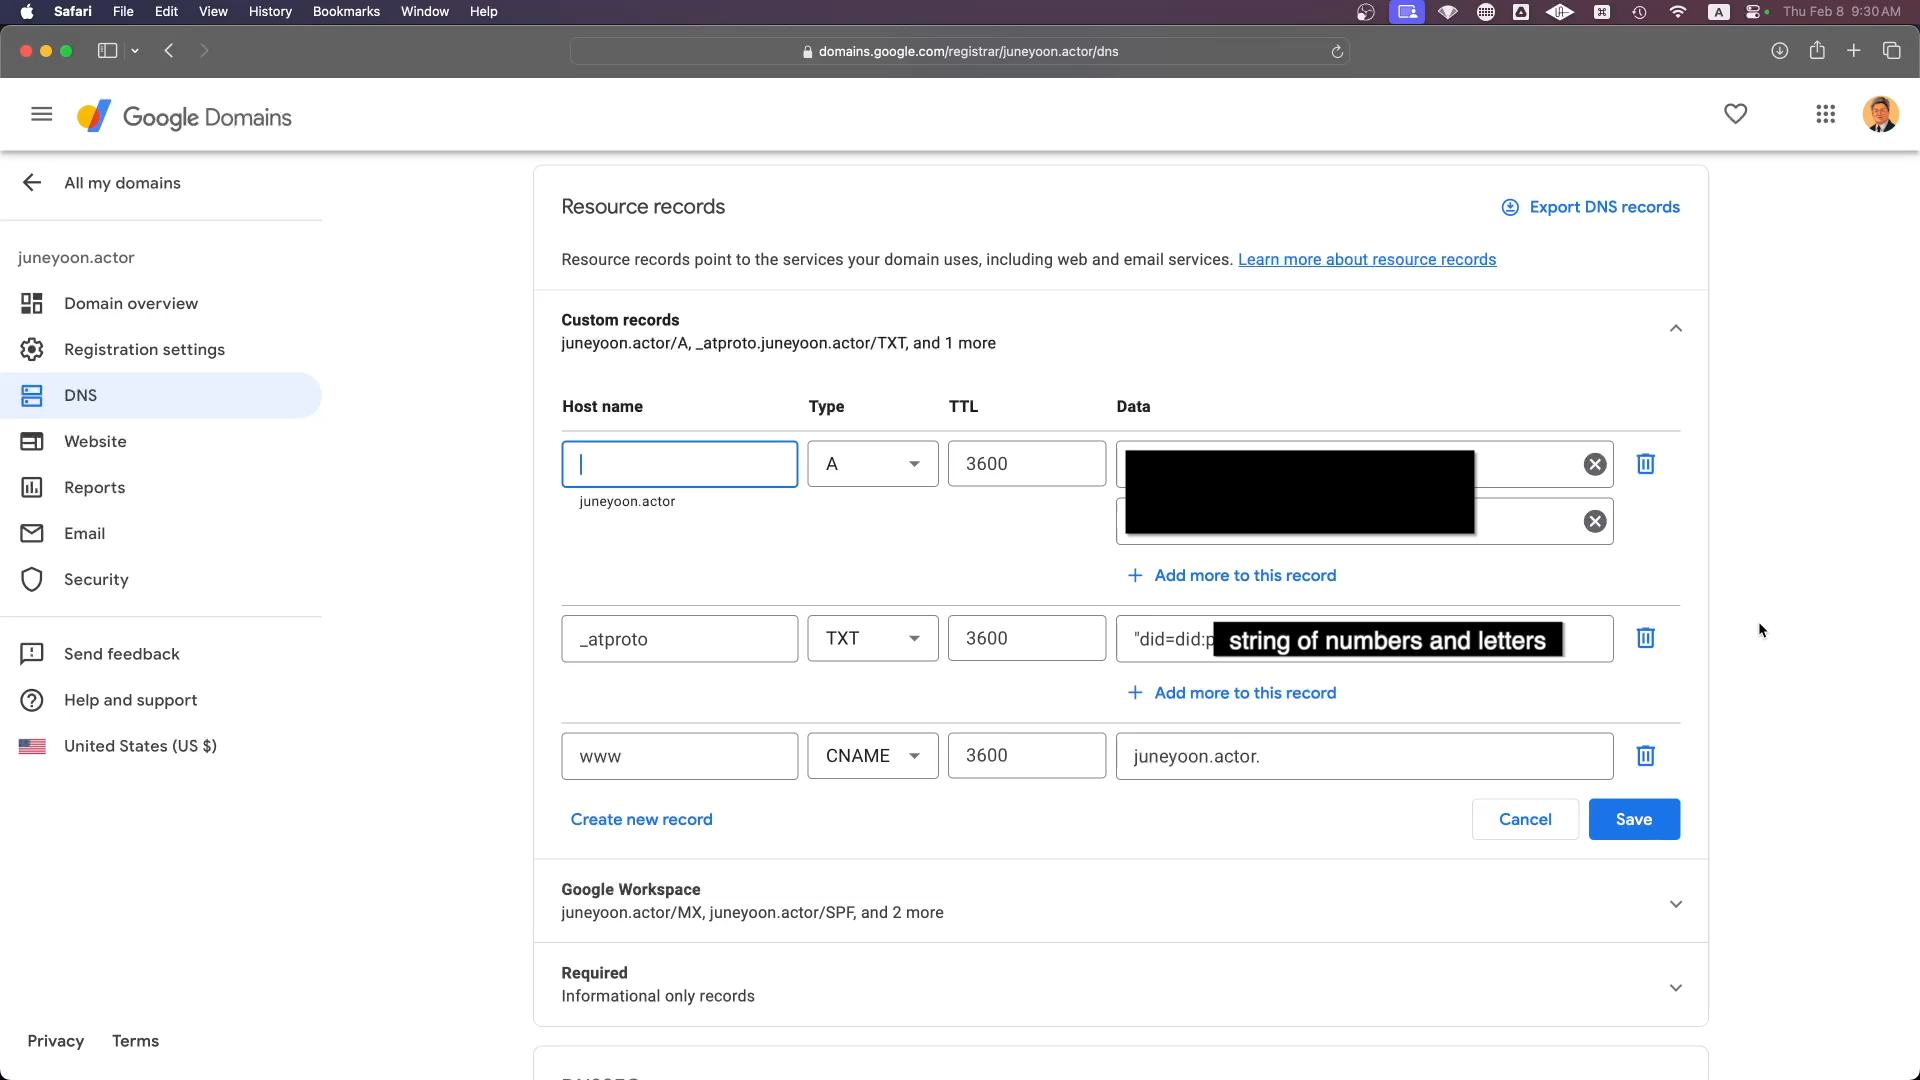 Safari File Edit View History Bookmarks Window Help
A
Thu Feb 8 9:30 AM
domains.google.com/registrar/juneyoon.actor/dns
Google Domains
All my domains
juneyoon.actor
Domain overview
Registration settings
DNS
Website
Reports
Email
Security
Send feedback
Help and support
United States (US $)
Privacy Terms
Resource records
Export DNS records
Resource records point to the services your domain uses, including web and email services. Learn more about resource records
Custom records
juneyoon.actor/A, _atproto.juneyoon.actor/TXT, and 1 more
Host name Type TTL Data
A 3600
juneyoon.actor
+ Add more to this record
_atproto TXT 3600 "did=did:p string of numbers and letters
+ Add more to this record
www CNAME 3600 juneyoon.actor.
Create new record Cancel Save
Google Workspace
juneyoon.actor/MX, juneyoon.actor/SPF, and 2 more
Required
Informational only records